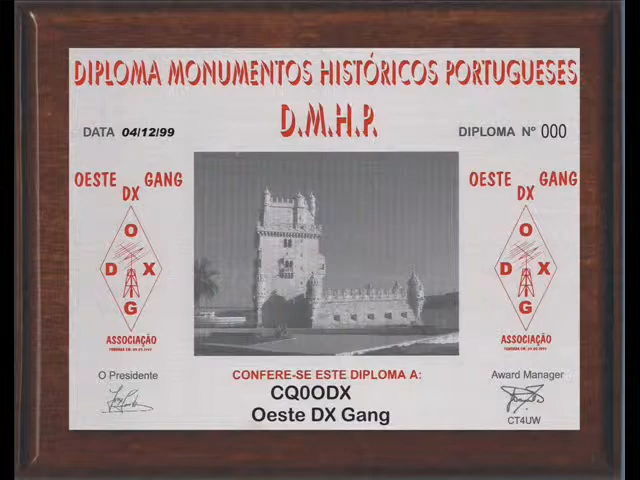 DIPLOMA MONUMENTOS HISTÓRICOS PORTUGUESES
D.M.H.P.
DATA 04/12/99
DIPLOMA Nº 000
OESTE DX GANG
O
D X
G
ASSOCIAÇÃO
OESTE DX GANG
O
D X
G
ASSOCIAÇÃO
O Presidente
CONFERE-SE ESTE DIPLOMA A:
CQ0ODX
Oeste DX Gang
Award Manager
CT4UW